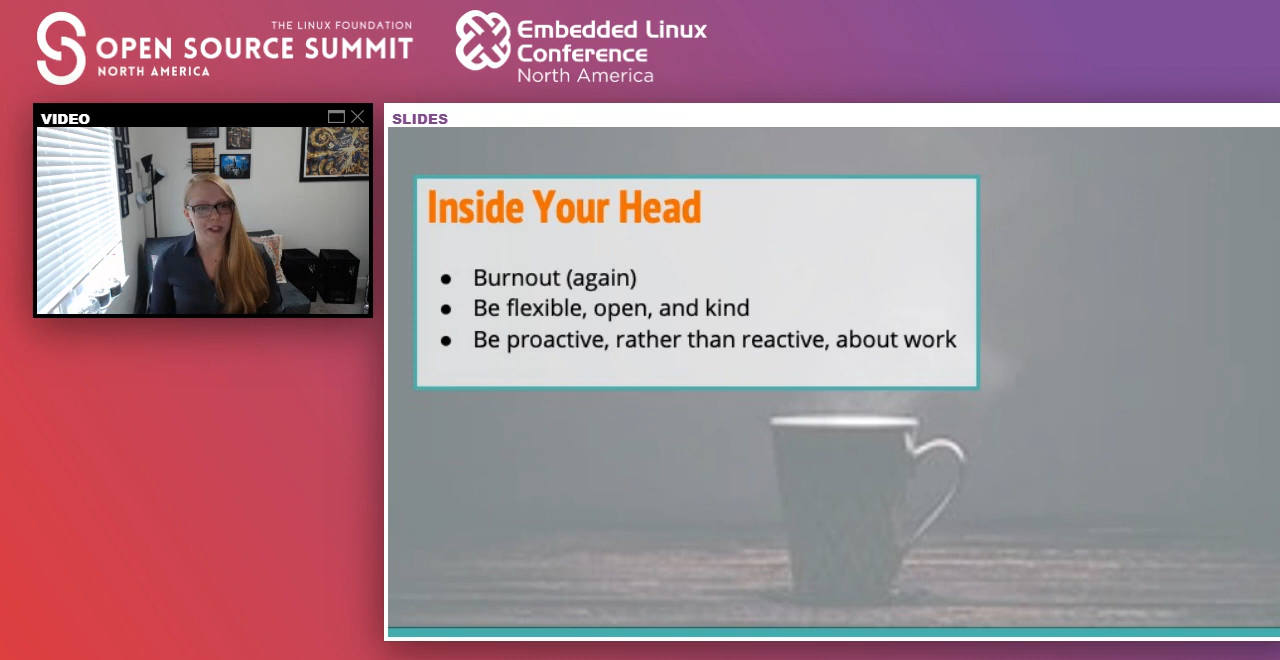 THE LINUX FOUNDATION
OPEN SOURCE SUMMIT
NORTH AMERICA
Embedded Linux
Conference
North America
VIDEO
SLIDES
Inside Your Head
● Burnout (again)
● Be flexible, open, and kind
● Be proactive, rather than reactive, about work